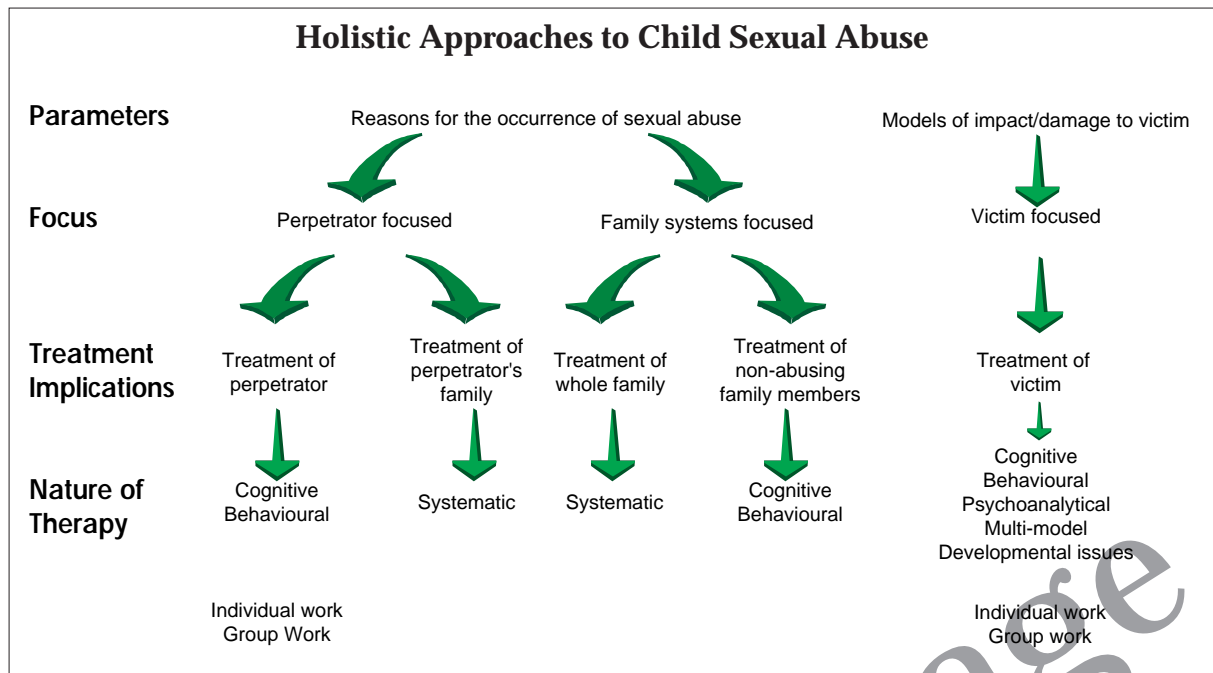 Holistic Approaches to Child Sexual Abuse
Parameters
Reasons for the occurrence of sexual abuse
Models of impact/damage to victim
Focus
Perpetrator focused
Family systems focused
Victim focused
Treatment
Implications
Treatment of
perpetrator
Treatment of
perpetrator's
family
Treatment of
whole family
Treatment of
non-abusing
family members
Treatment of
victim
Nature of
Therapy
Cognitive
Behavioural
Systematic
Systematic
Cognitive
Behavioural
Cognitive
Behavioural
Psychoanalytical
Multi-model
Developmental issues
Individual work
Group Work
Individual work
Group work